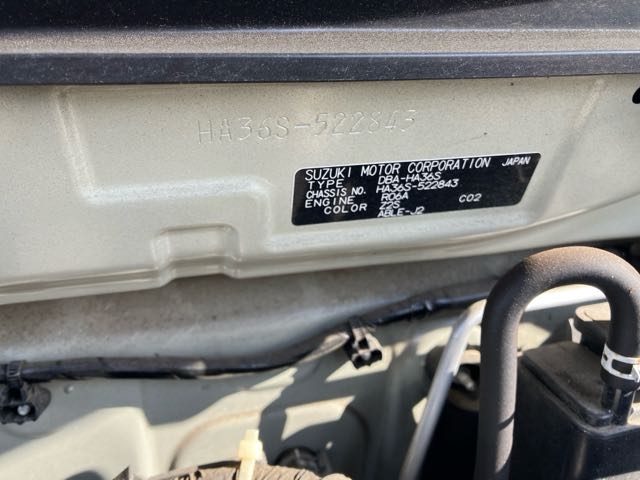 HA36S-522843
SUZUKI MOTOR CORPORATION JAPAN
TYPE DBA-HA36S
CHASSIS NO. HA36S-522843
ENGINE R06A
COLOR Z2S C02
ABLE-J2